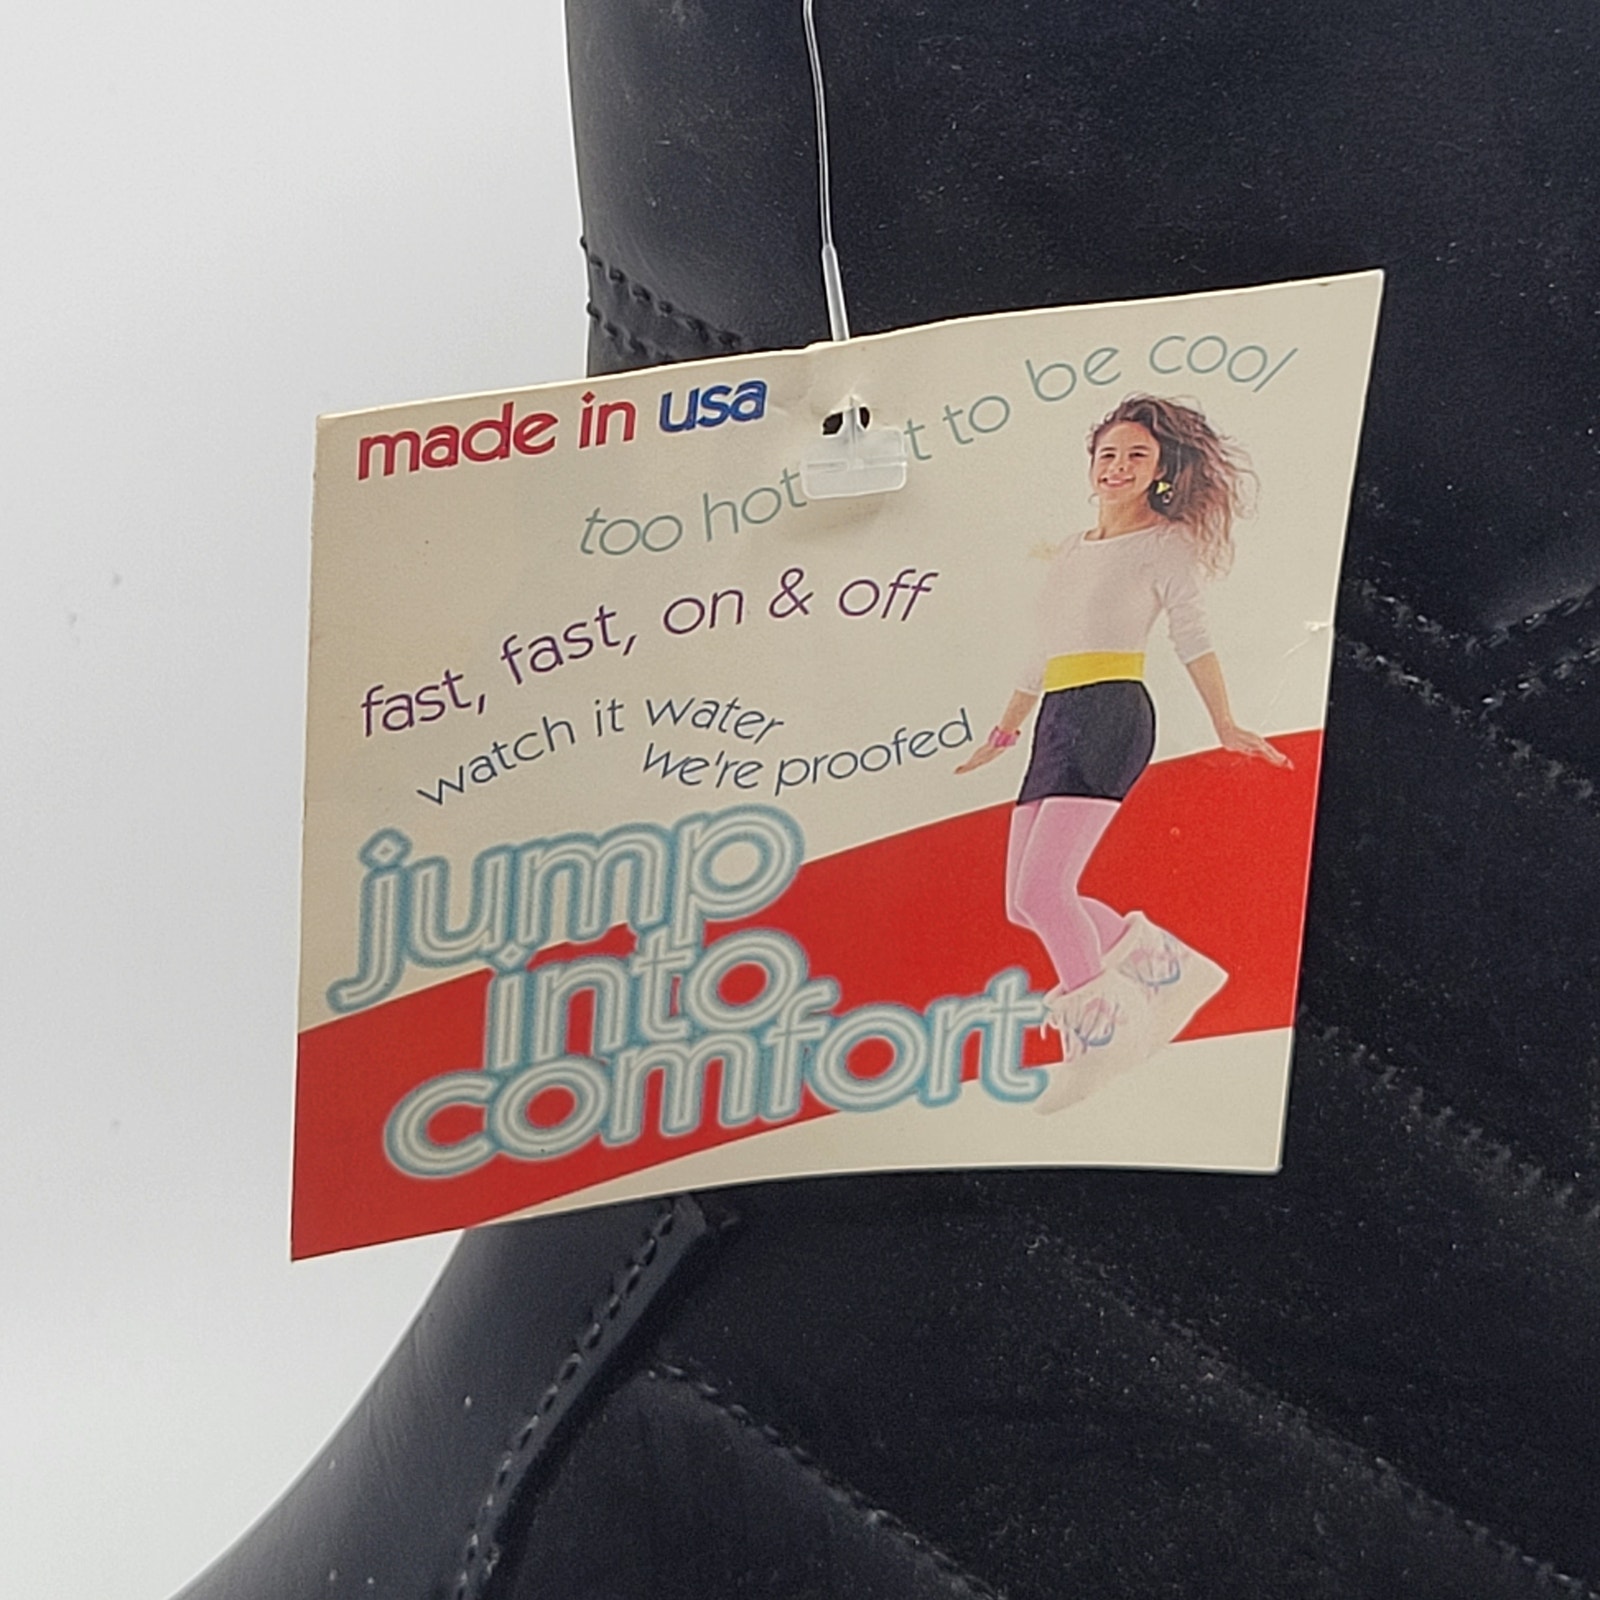 made in usa
too hot t to be cool
fast, fast, on & off
watch it water
we're proofed
jump
into
comfort